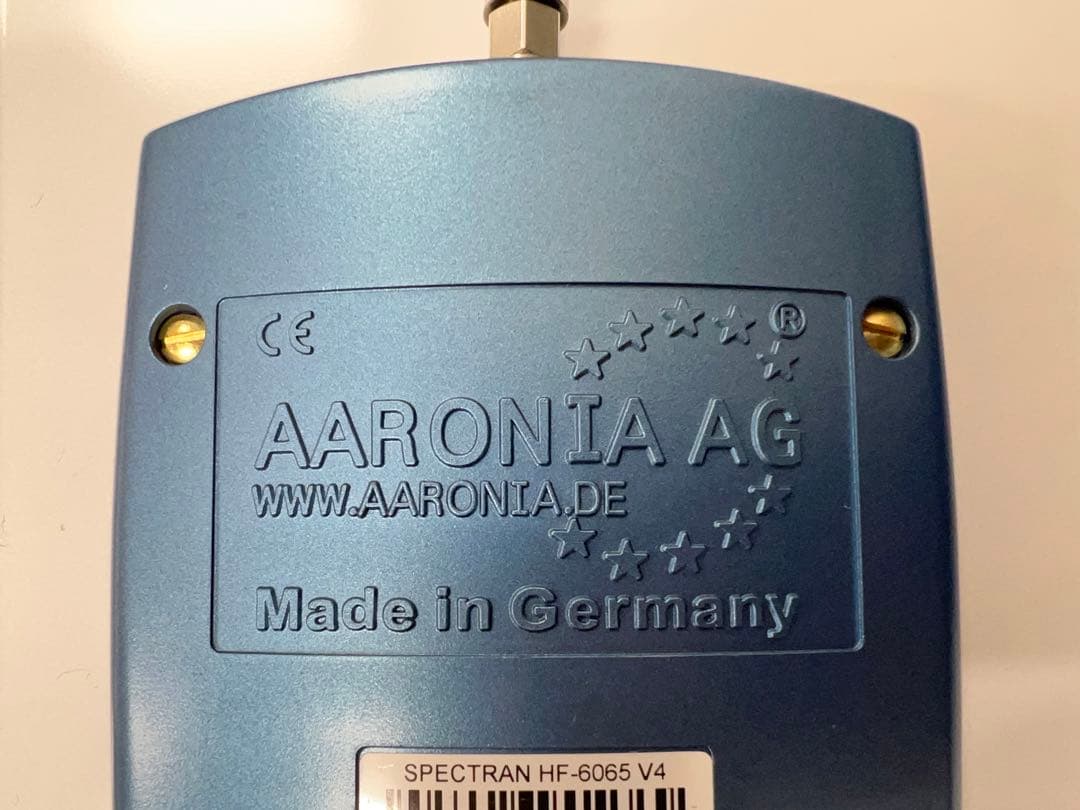 CE
®
AARONIA AG
WWW.AARONIA.DE
Made in Germany
SPECTRAN HF-6065 V4